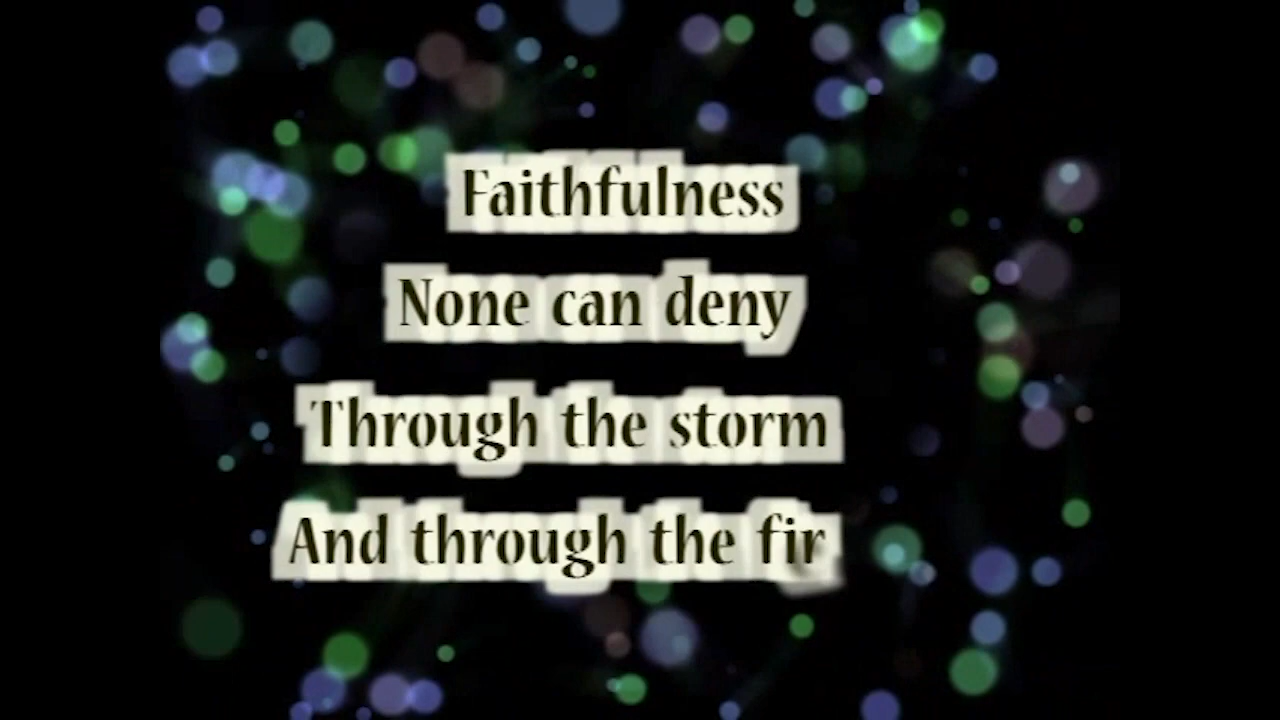 Faithfulness
None can deny
Through the storm
And through the fir